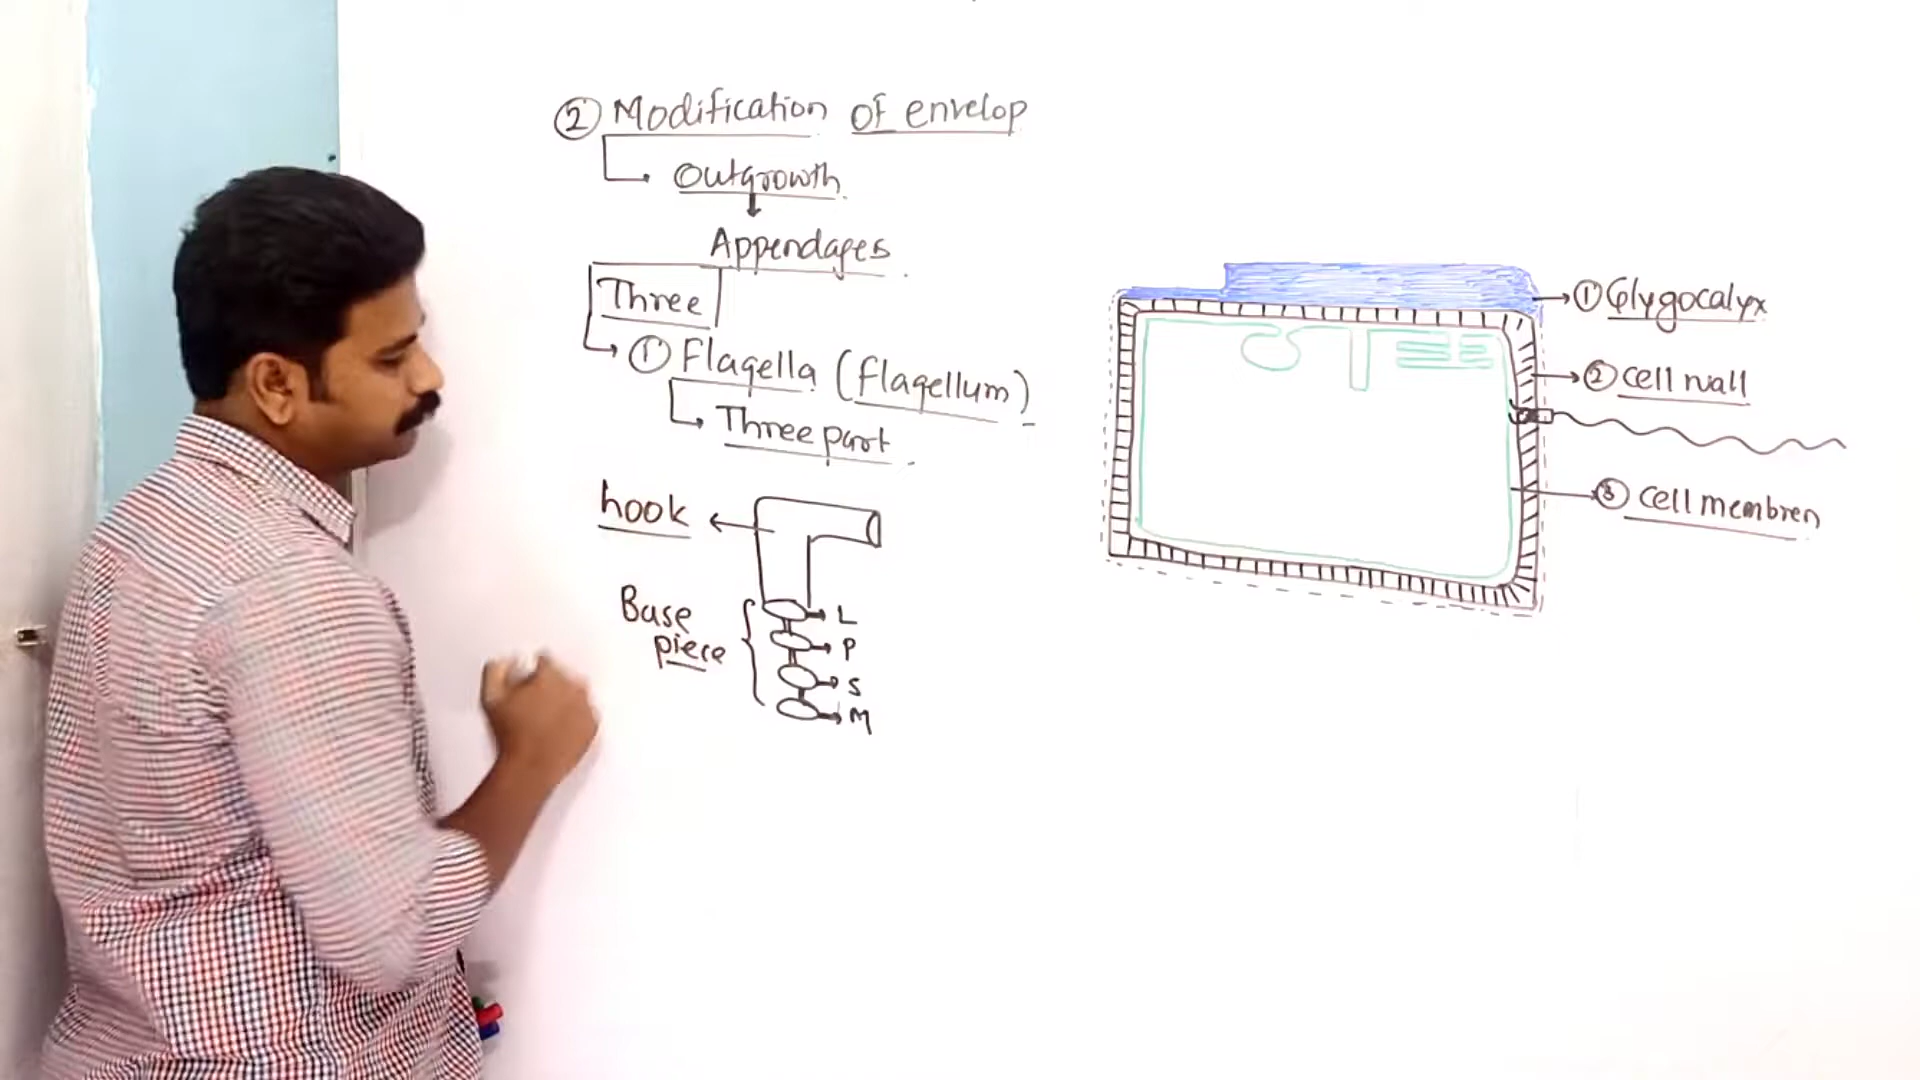 ② Modification of envelop
Outgrowth
Appendages
Three
① Flagella (flagellum)
Three part
hook
Base
piece
L
P
S
M
① Glygocalyx
② cell wall
③ cell membren